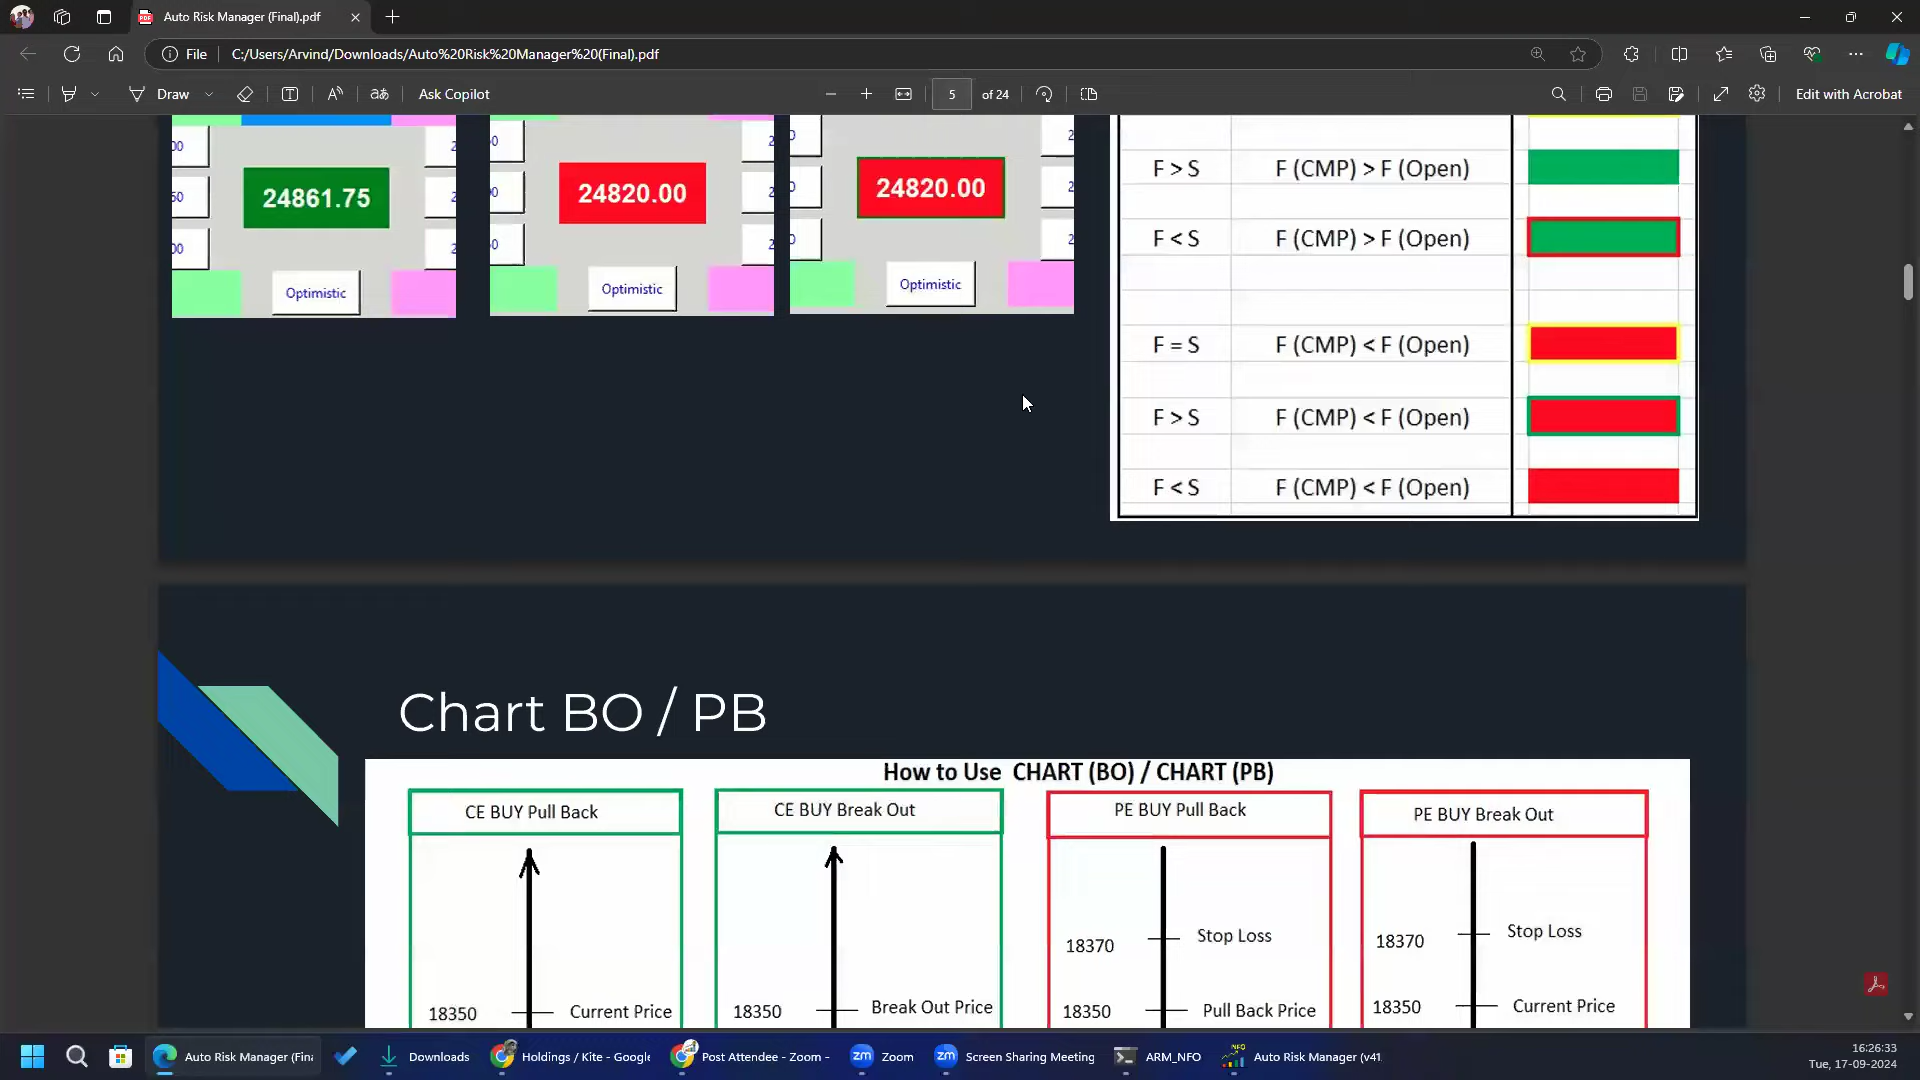 Auto Risk Manager (Final).pdf
File C:/Users/Arvind/Downloads/Auto%20Risk%20Manager%20(Final).pdf
Draw
Ask Copilot
5 of 24
Edit with Acrobat
24861.75
Optimistic
24820.00
Optimistic
24820.00
Optimistic
F > S F (CMP) > F (Open)
F < S F (CMP) > F (Open)
F = S F (CMP) < F (Open)
F > S F (CMP) < F (Open)
F < S F (CMP) < F (Open)
Chart BO / PB
How to Use CHART (BO) / CHART (PB)
CE BUY Pull Back
CE BUY Break Out
PE BUY Pull Back
PE BUY Break Out
18370 Stop Loss
18370 Stop Loss
18350 Current Price
18350 Break Out Price
18350 Pull Back Price
18350 Current Price
Auto Risk Manager (Fina
Downloads
Holdings / Kite - Google
Post Attendee - Zoom -
zm Zoom
zm Screen Sharing Meeting
ARM_NFO
NFO Auto Risk Manager (v41
16:26:33
Tue, 17-09-2024